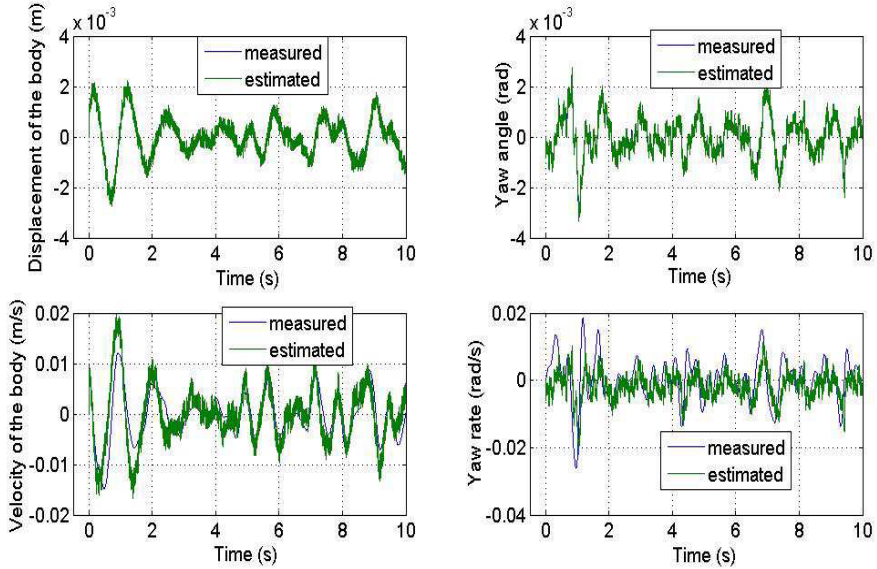 x 10⁻³
Displacement of the body (m)
4
2
0
-2
-4
measured
estimated
0 2 4 6 8 10
Time (s)
x 10⁻³
Yaw angle (rad)
4
2
0
-2
-4
measured
estimated
0 2 4 6 8 10
Time (s)
Velocity of the body (m/s)
0.02
0.01
0
-0.01
-0.02
measured
estimated
0 2 4 6 8 10
Time (s)
Yaw rate (rad/s)
0.02
0
-0.02
-0.04
measured
estimated
0 2 4 6 8 10
Time (s)